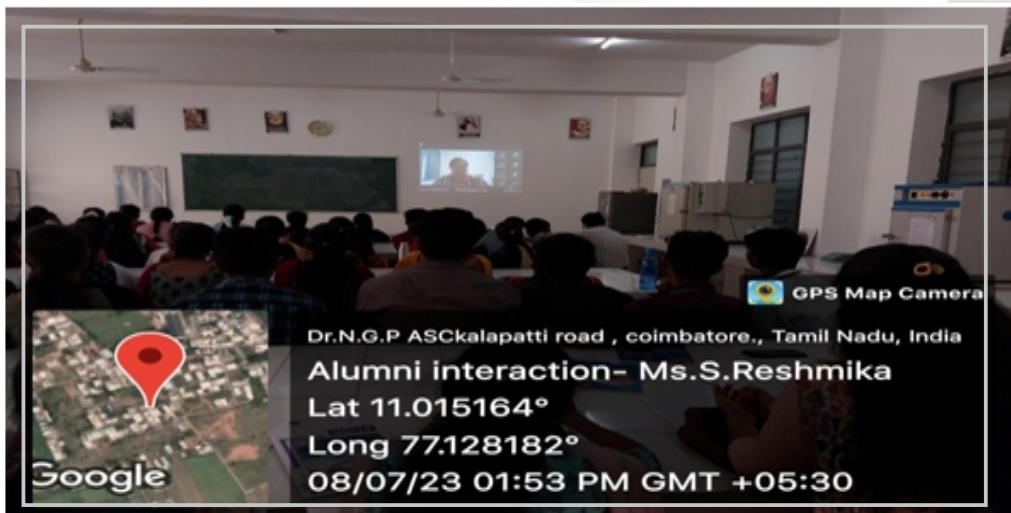 GPS Map Camera
Dr.N.G.P ASCkalapatti road , coimbatore., Tamil Nadu, India
Alumni interaction- Ms.S.Reshmika
Lat 11.015164°
Long 77.128182°
08/07/23 01:53 PM GMT +05:30
Google